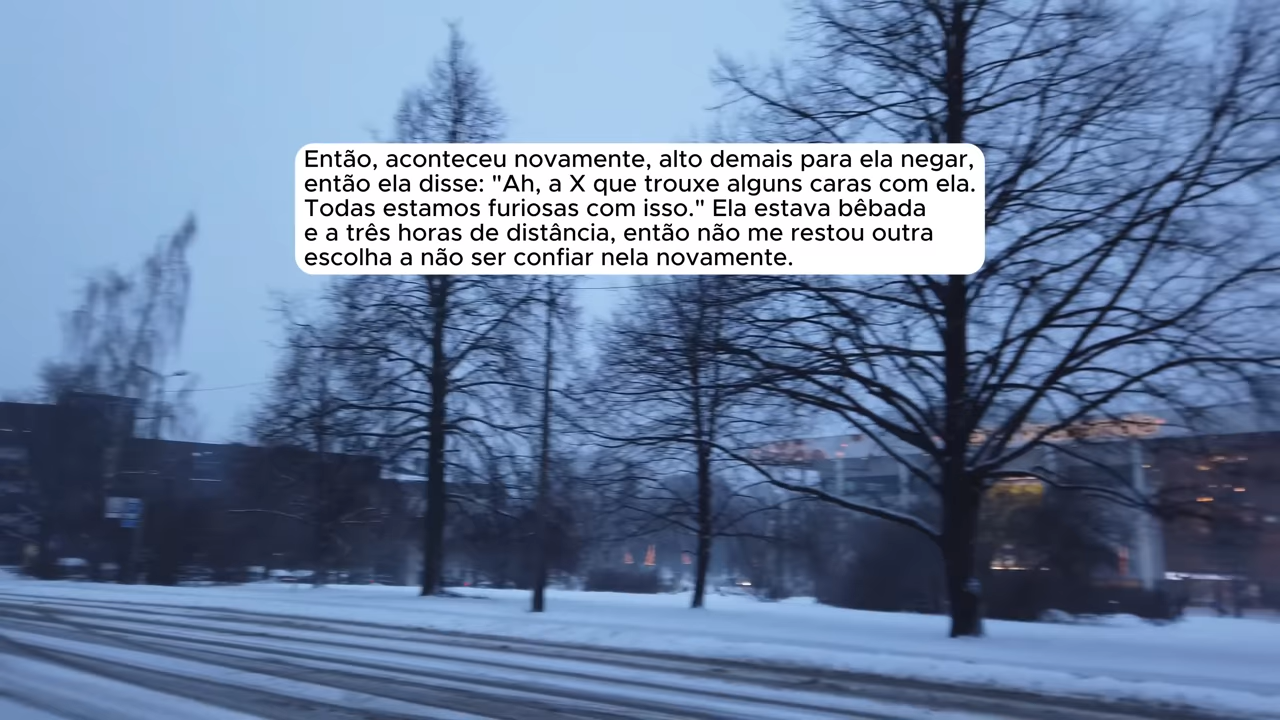 Então, aconteceu novamente, alto demais para ela negar,
então ela disse: "Ah, a X que trouxe alguns caras com ela.
Todas estamos furiosas com isso." Ela estava bêbada
e a três horas de distância, então não me restou outra
escolha a não ser confiar nela novamente.